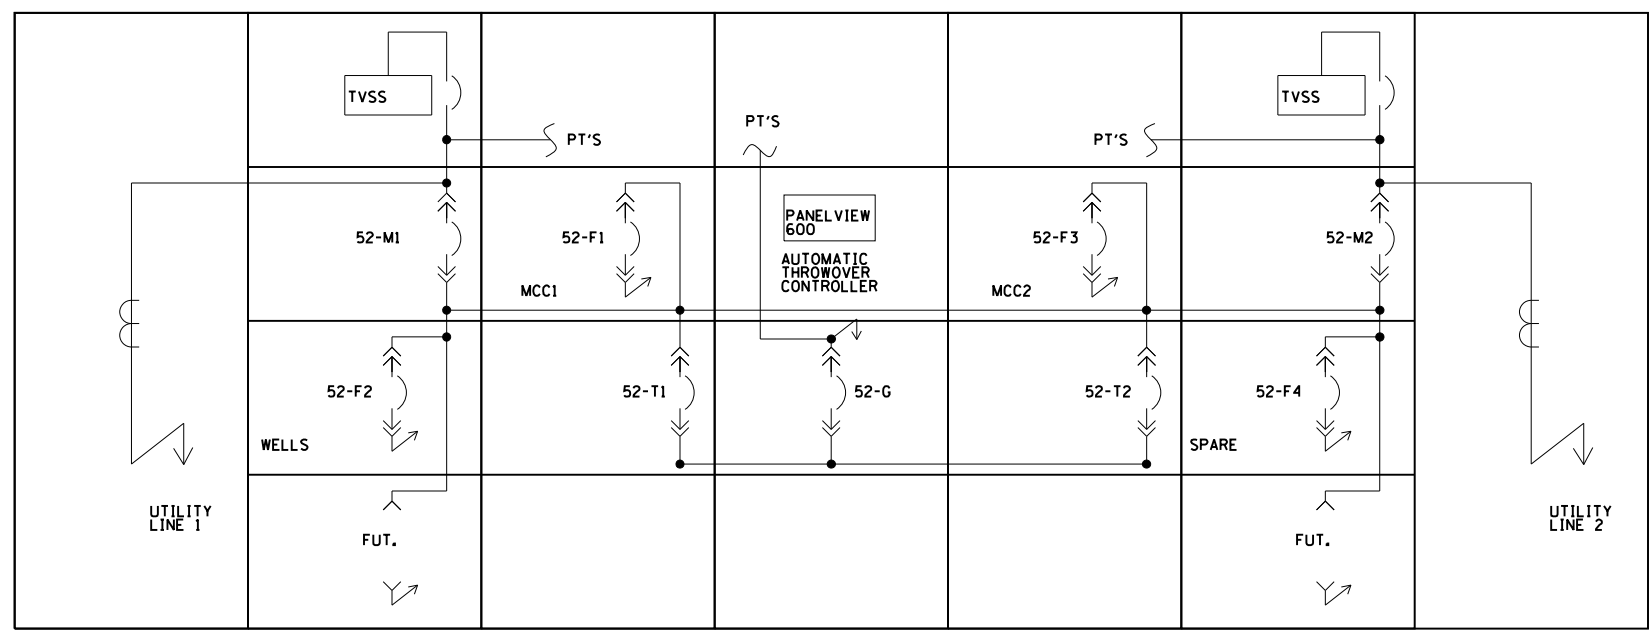 TVSS
TVSS
PT'S
PT'S
PT'S
PANELVIEW
600
52-M1
52-F1
52-F3
52-M2
AUTOMATIC
THROWOVER
CONTROLLER
MCC1
MCC2
52-F2
52-T1
52-G
52-T2
52-F4
WELLS
SPARE
UTILITY
LINE 1
UTILITY
LINE 2
FUT.
FUT.